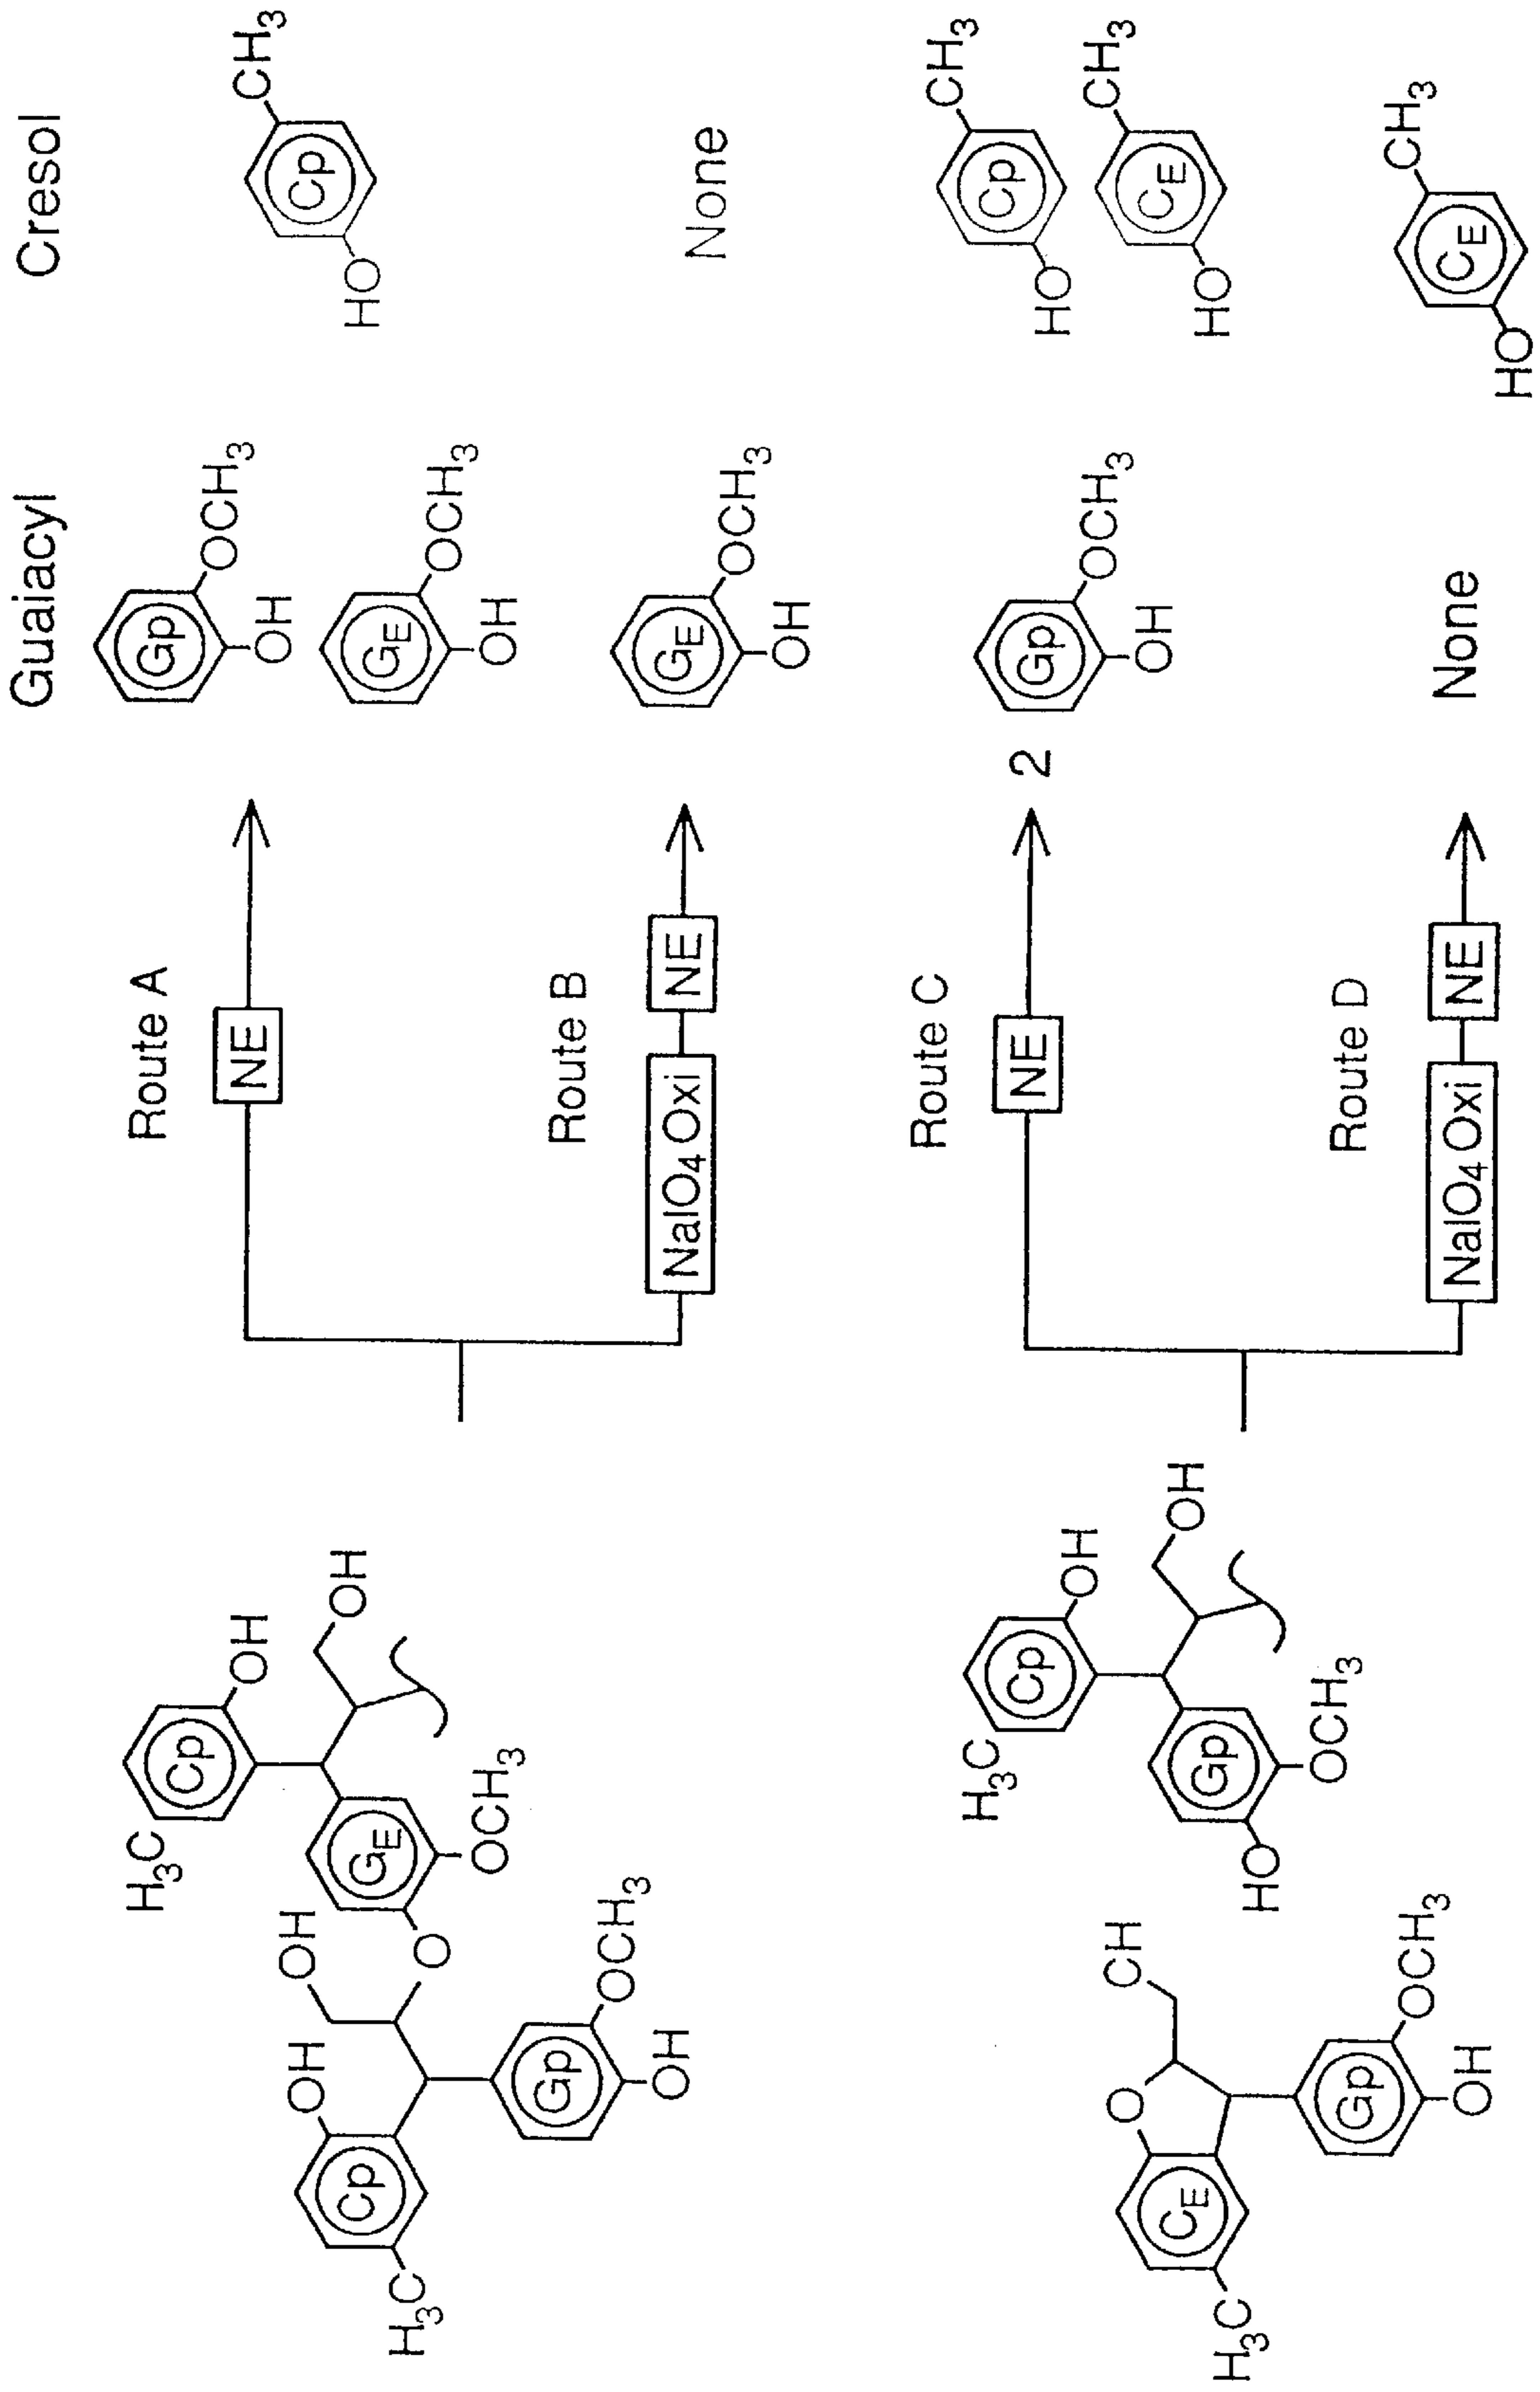 Guaiacyl
Cresol
Route A
NE
Gp
OCH3
OH
GE
OCH3
OH
Cp
CH3
HO
H3C
Cp
OH
OH
GE
OCH3
O
OH
OH
Cp
H3C
Gp
OCH3
OH
Route B
NaIO4 Oxi
NE
GE
OCH3
OH
None
Route C
NE
2
Gp
OCH3
OH
Cp
CH3
HO
CE
CH3
HO
H3C
Cp
OH
OH
Gp
OCH3
HO
CH
O
CE
H3C
Gp
OCH3
OH
Route D
NaIO4 Oxi
NE
None
CE
CH3
HO